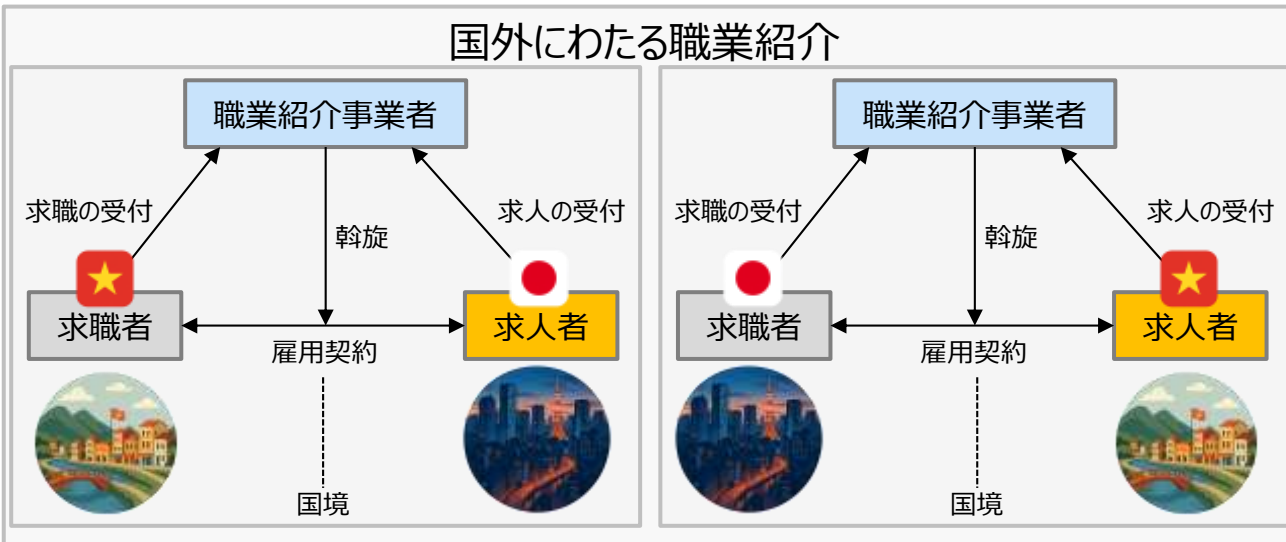 国外にわたる職業紹介
職業紹介事業者
求職の受付
求人の受付
斡旋
求職者
求人者
雇用契約
国境
職業紹介事業者
求職の受付
求人の受付
斡旋
求職者
求人者
雇用契約
国境